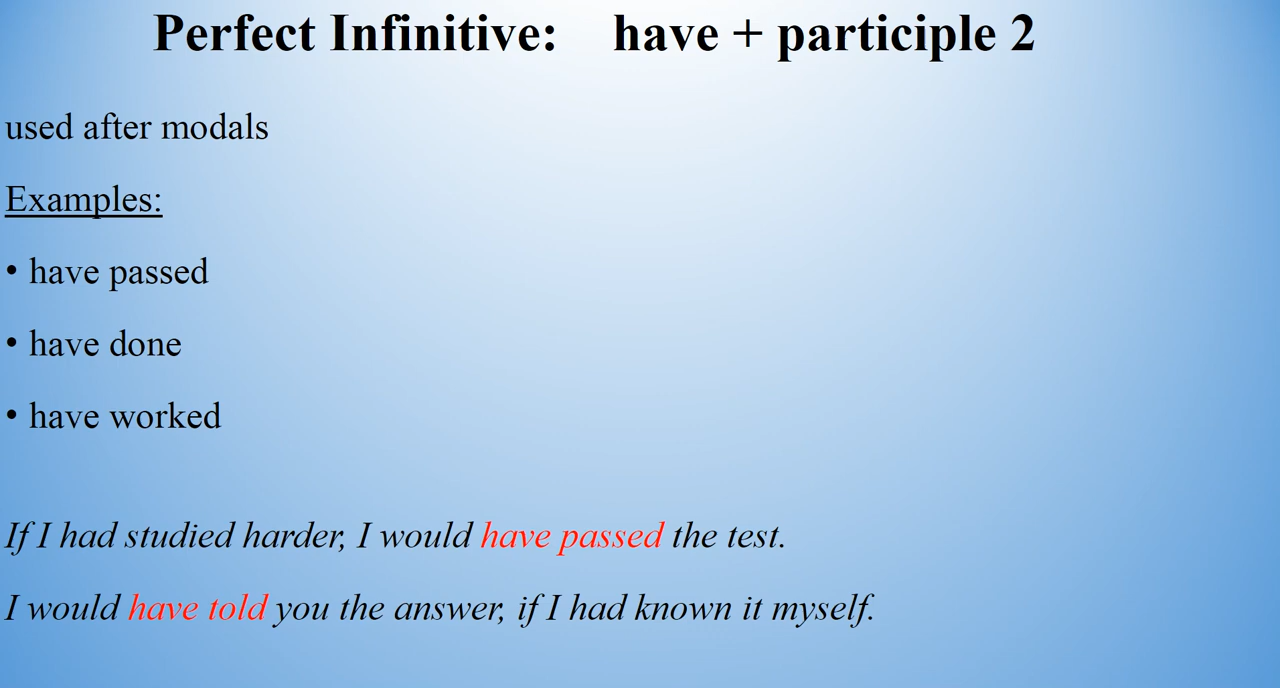 Perfect Infinitive: have + participle 2
used after modals
Examples:
• have passed
• have done
• have worked
If I had studied harder, I would have passed the test.
I would have told you the answer, if I had known it myself.